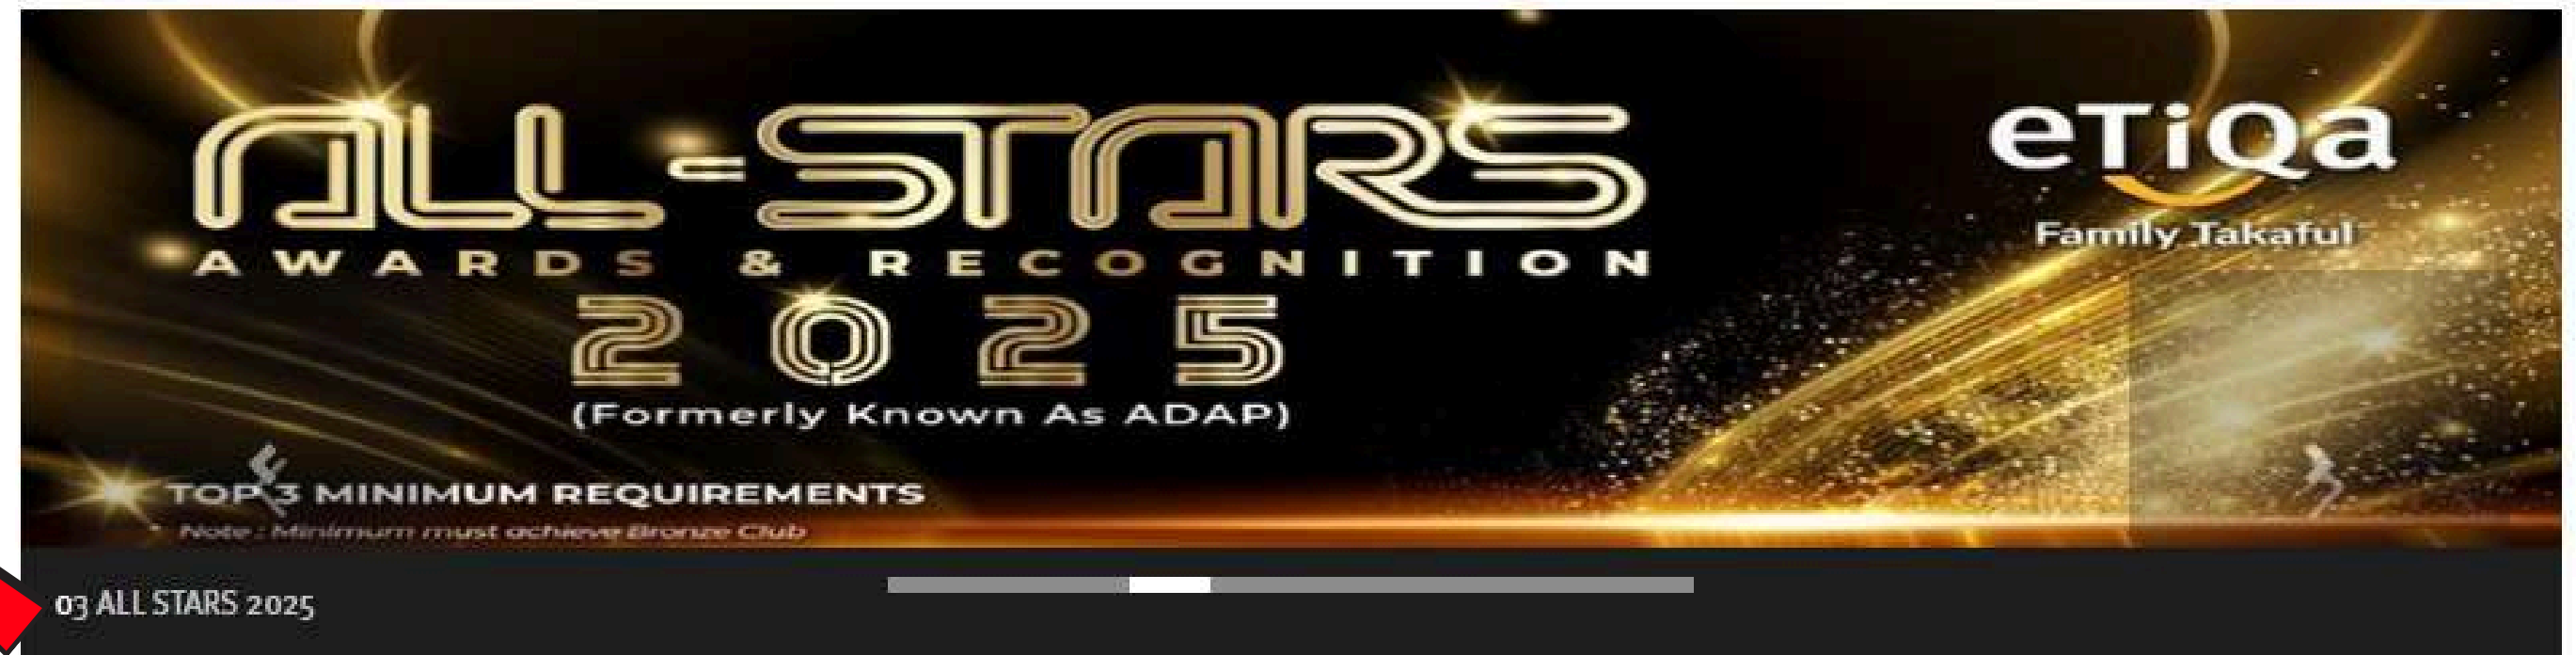 ALL-STARS
AWARDS & RECOGNITION
2025
(Formerly Known As ADAP)
eTiQa
Family Takaful
TOP 3 MINIMUM REQUIREMENTS
* Note : Minimum must achieve Bronze Club
03 ALL STARS 2025